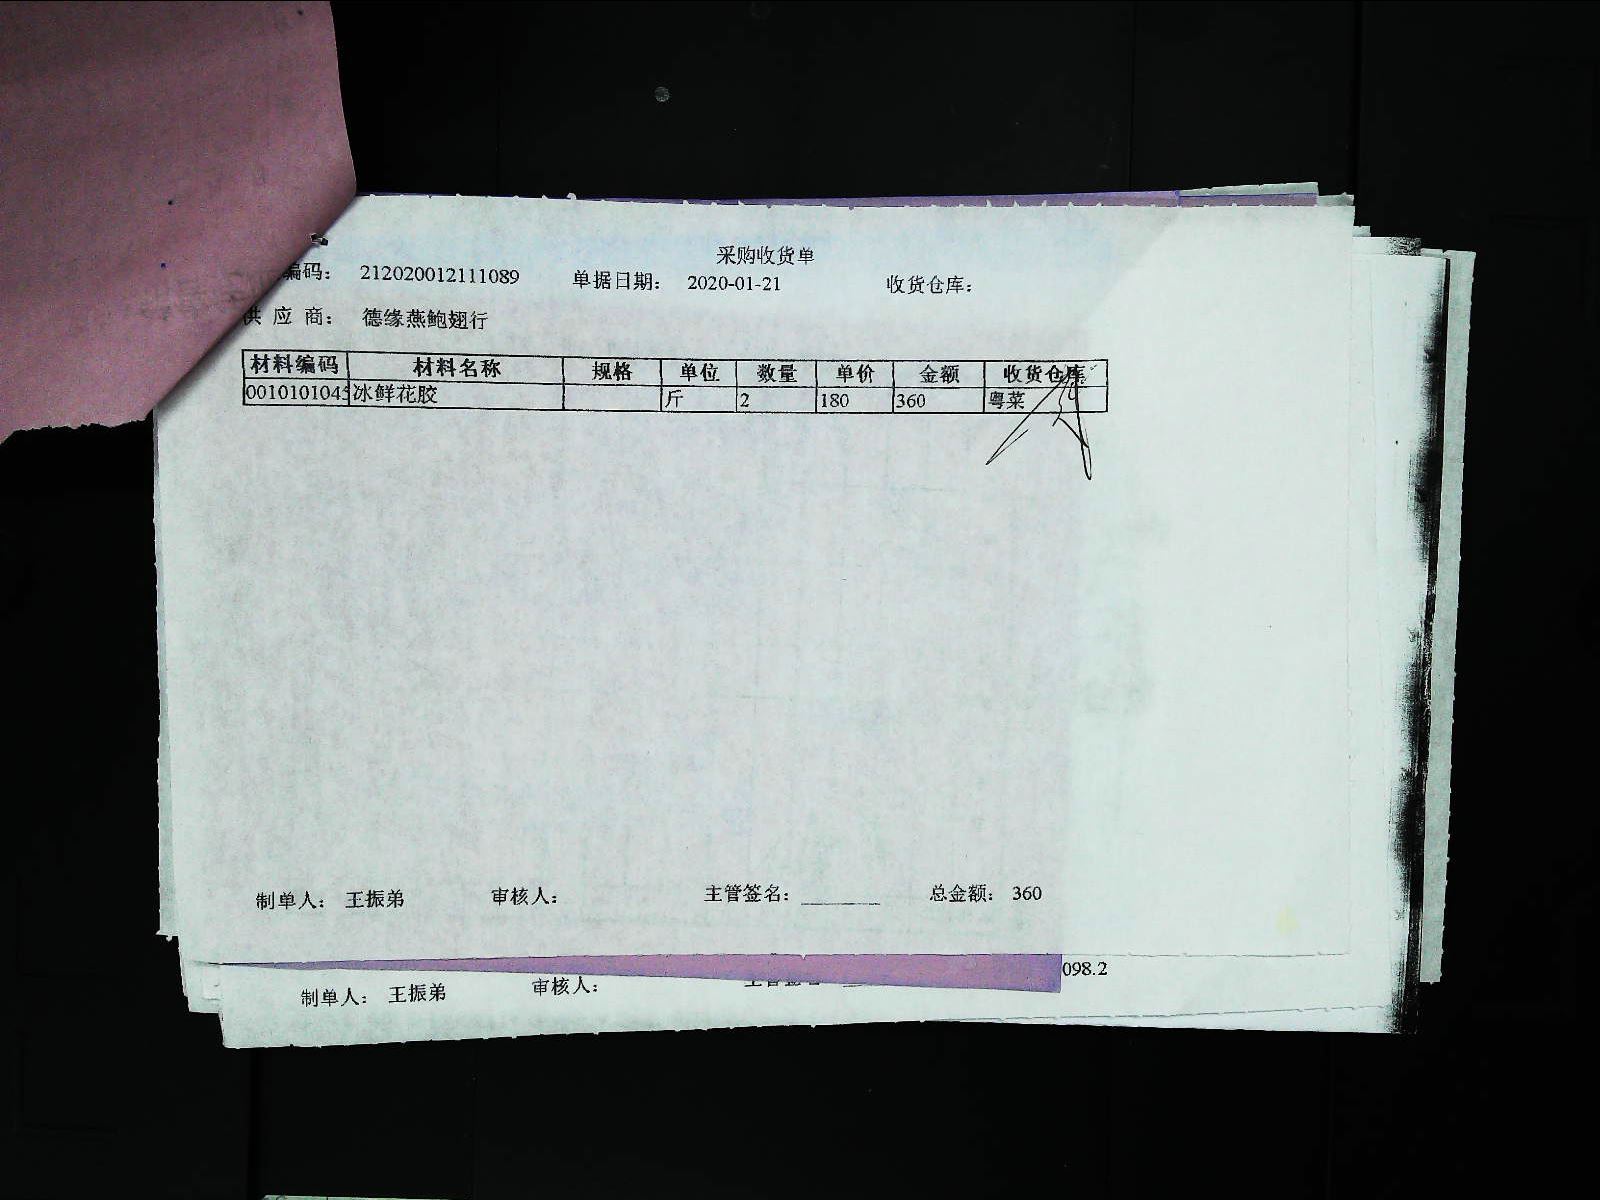 采购收货单
编码： 212020012111089 单据日期： 2020-01-21 收货仓库：
供 应 商： 德缘燕鲍翅行
材料编码 材料名称 规格 单位 数量 单价 金额 收货仓库
0010101045 冰鲜花胶 斤 2 180 360 粤菜
制单人： 王振弟 审核人： 主管签名： 总金额： 360
098.2
制单人： 王振弟 审核人：